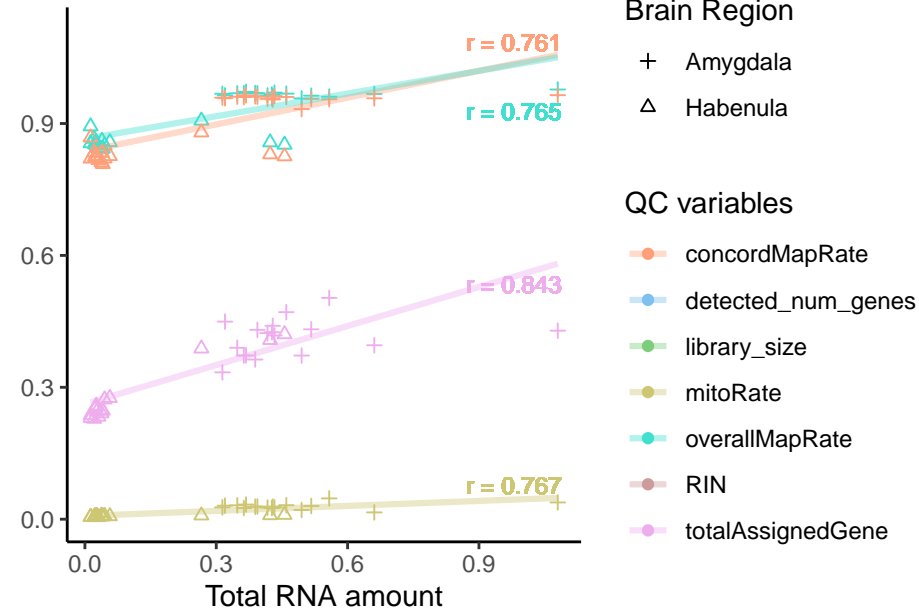 r = 0.761
r = 0.765
r = 0.843
r = 0.767
0.9
0.6
0.3
0.0
0.0 0.3 0.6 0.9
Total RNA amount
Brain Region
Amygdala
Habenula
QC variables
concordMapRate
detected_num_genes
library_size
mitoRate
overallMapRate
RIN
totalAssignedGene